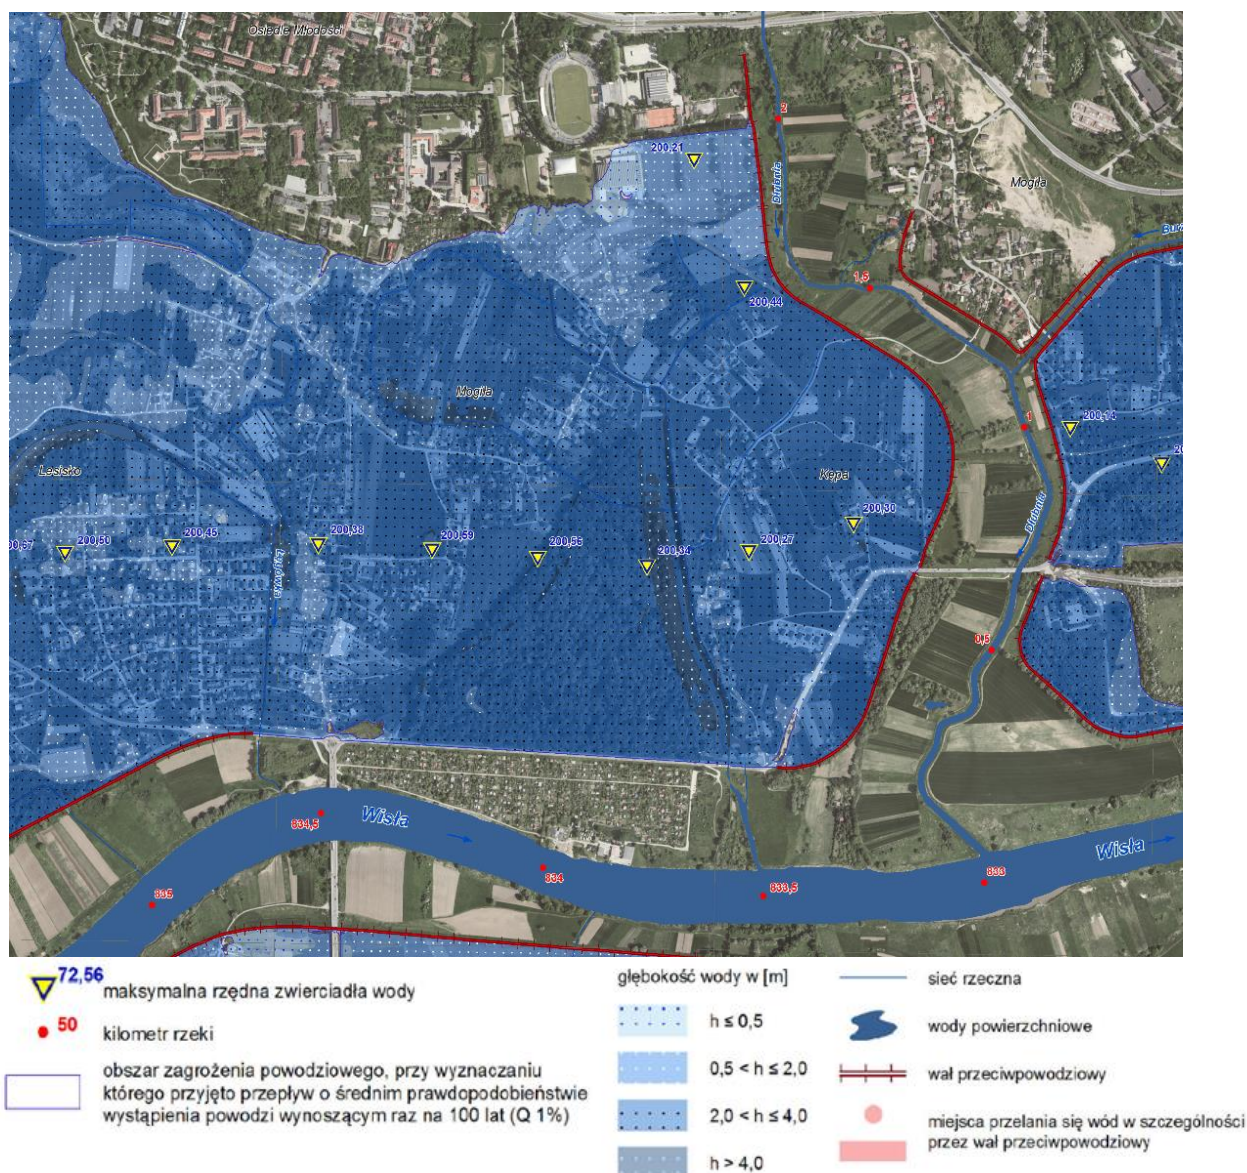 Osiedle Młodości
2
200,21
Dłubnia
Mogiła
1,5
200,44
Mogiła
1
200,14
Lesisko
Kępa
200,30
Dłubnia
200,50
200,45
200,38
200,59
200,56
200,34
200,27
Łęgówka
0,5
834,5
Wisła
834
833,5
833
Wisła
835
72,56
maksymalna rzędna zwierciadła wody
50
kilometr rzeki
obszar zagrożenia powodziowego, przy wyznaczaniu
którego przyjęto przepływ o średnim prawdopodobieństwie
wystąpienia powodzi wynoszącym raz na 100 lat (Q 1%)
głębokość wody w [m]
h ≤ 0,5
0,5 < h ≤ 2,0
2,0 < h ≤ 4,0
h > 4,0
sieć rzeczna
wody powierzchniowe
wał przeciwpowodziowy
miejsca przelania się wód w szczególności
przez wał przeciwpowodziowy